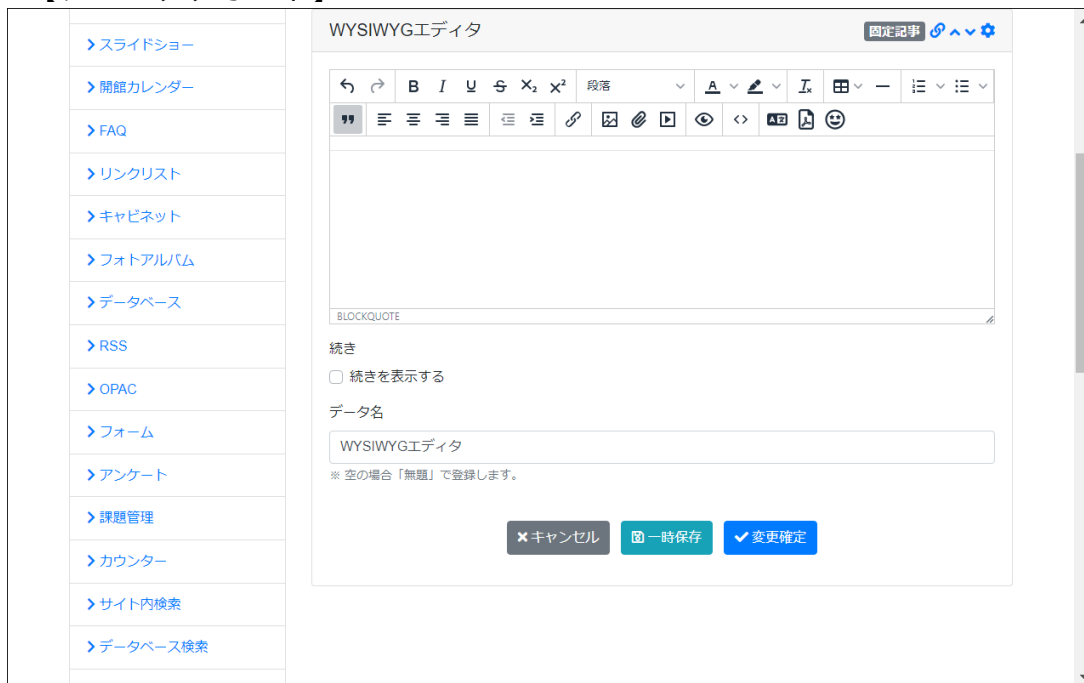 スライドショー
開館カレンダー
FAQ
リンクリスト
キャビネット
フォトアルバム
データベース
RSS
OPAC
フォーム
アンケート
課題管理
カウンター
サイト内検索
データベース検索
WYSIWYGエディタ
固定記事
B I U S X₂ X² 段落 A Iₓ
BLOCKQUOTE
続き
続きを表示する
データ名
WYSIWYGエディタ
※ 空の場合「無題」で登録します。
キャンセル 一時保存 変更確定